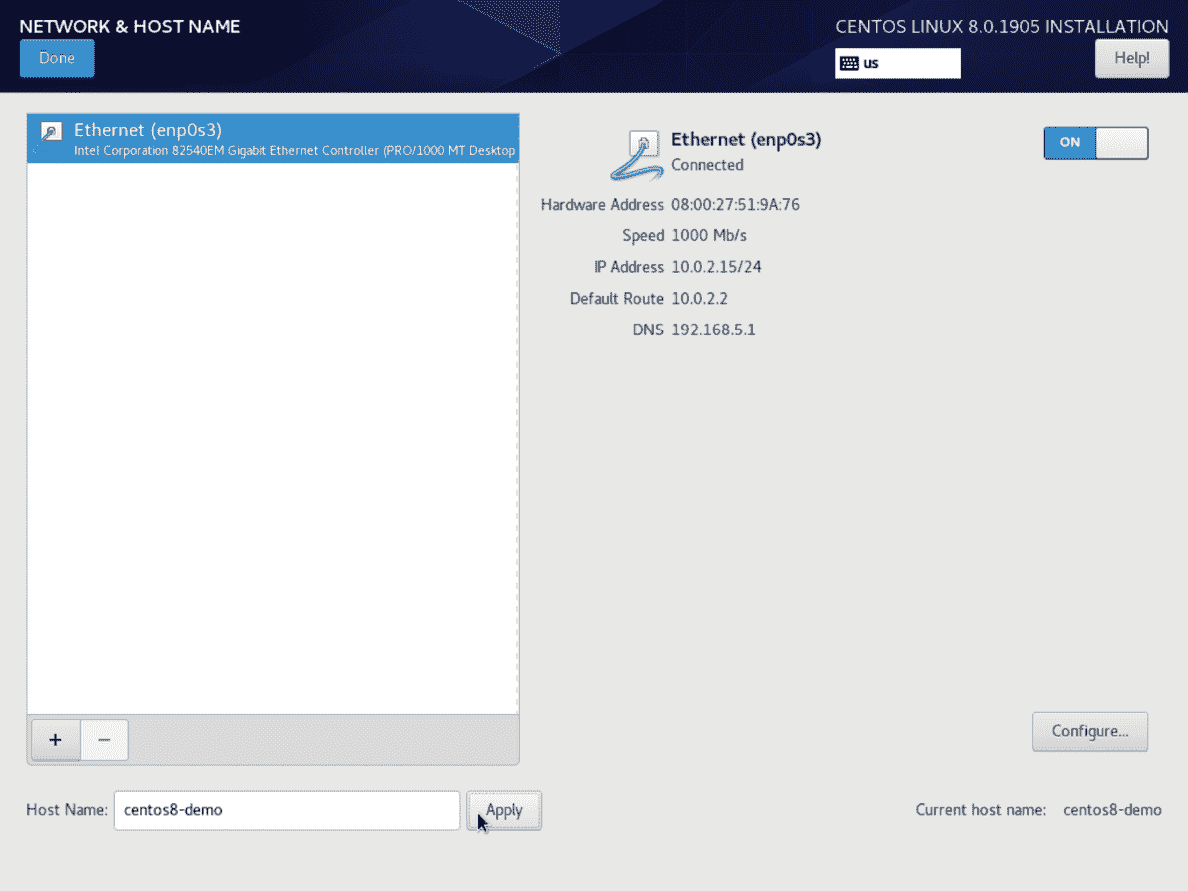 NETWORK & HOST NAME
CENTOS LINUX 8.0.1905 INSTALLATION
Done
us
Help!
Ethernet (enp0s3)
Intel Corporation 82540EM Gigabit Ethernet Controller (PRO/1000 MT Desktop
Ethernet (enp0s3)
Connected
ON
Hardware Address 08:00:27:51:9A:76
Speed 1000 Mb/s
IP Address 10.0.2.15/24
Default Route 10.0.2.2
DNS 192.168.5.1
+ −
Configure...
Host Name: centos8-demo Apply
Current host name: centos8-demo